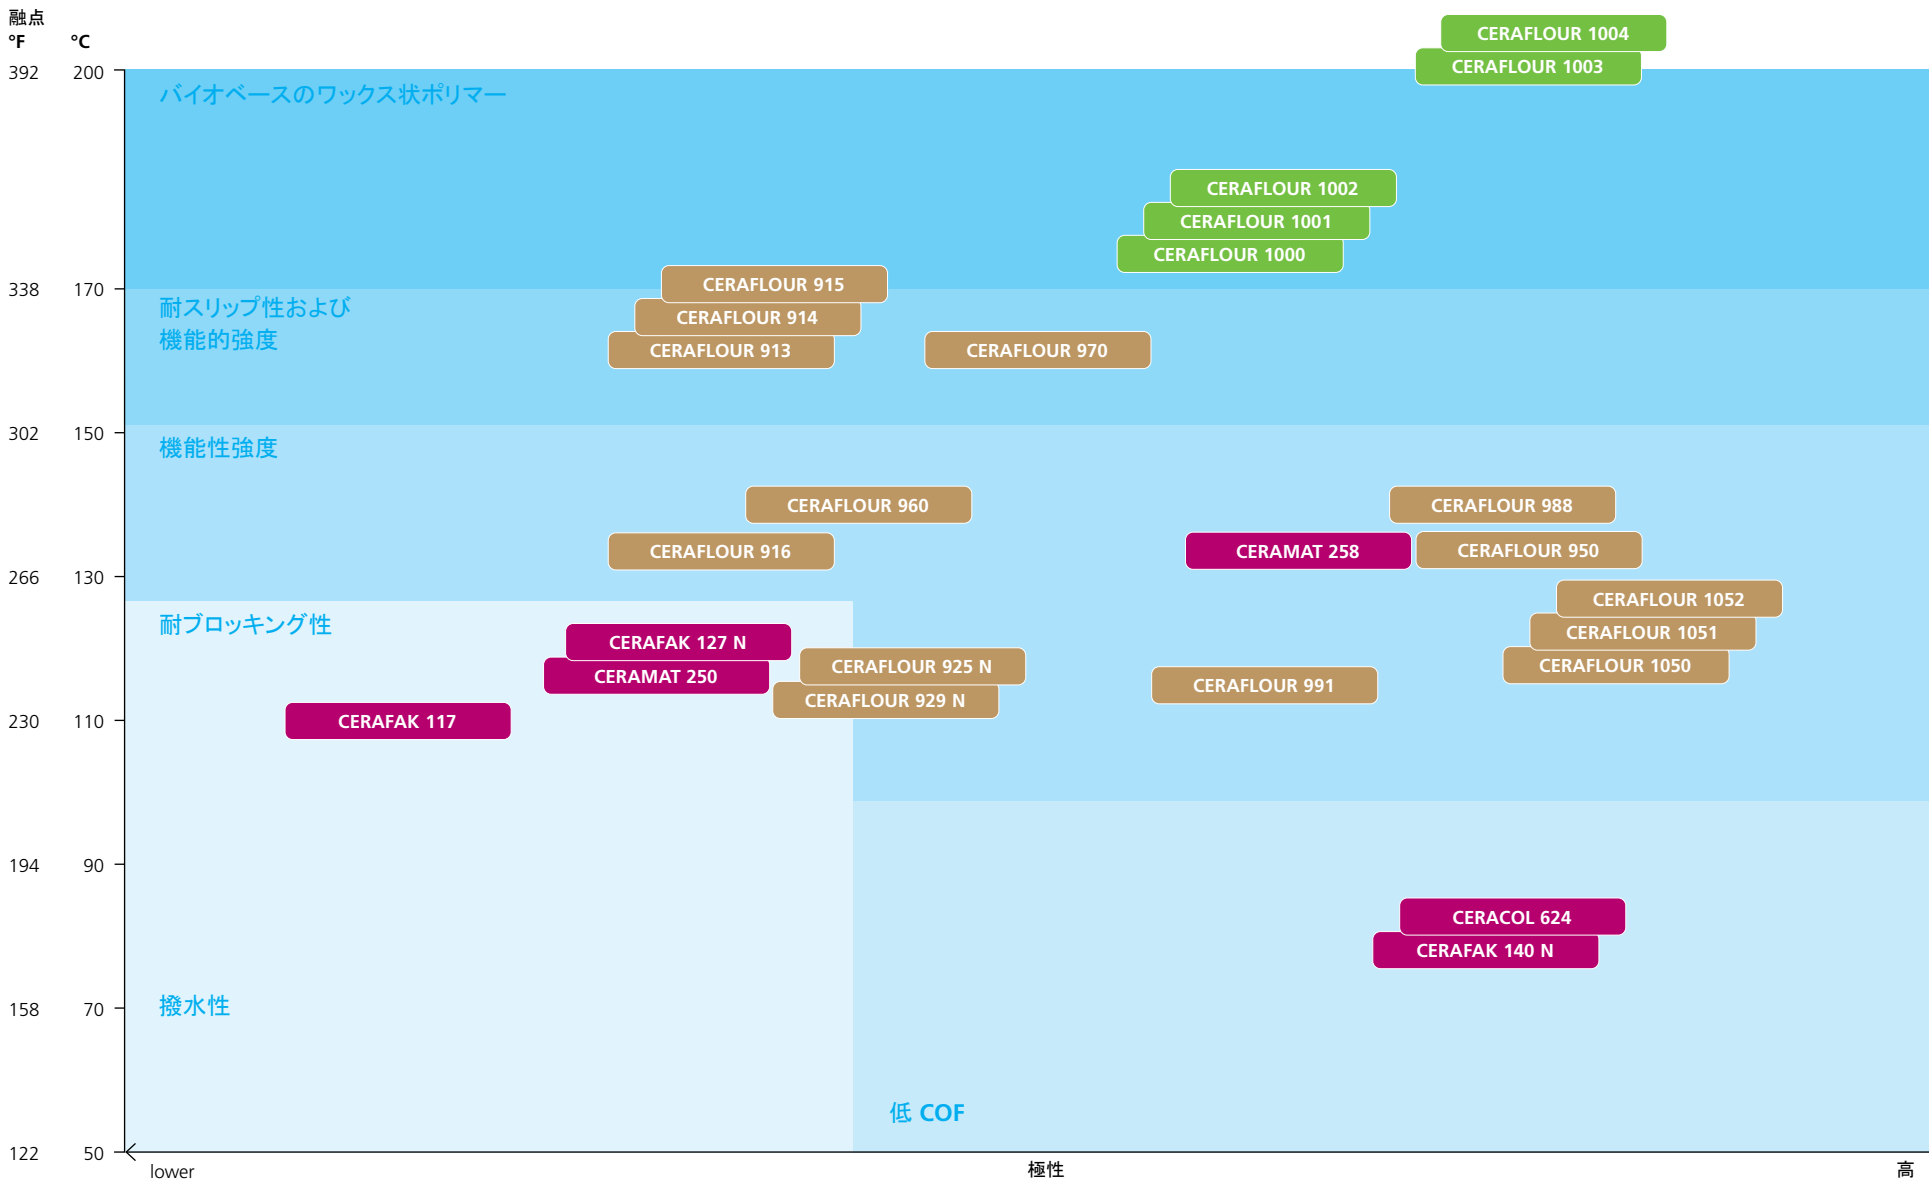 融点
°F °C
CERAFLOUR 1004
CERAFLOUR 1003
392 200
バイオベースのワックス状ポリマー
CERAFLOUR 1002
CERAFLOUR 1001
CERAFLOUR 1000
CERAFLOUR 915
338 170
耐スリップ性および
機能的強度
CERAFLOUR 914
CERAFLOUR 913
CERAFLOUR 970
302 150
機能性強度
CERAFLOUR 960
CERAFLOUR 988
CERAFLOUR 916
CERAMAT 258
CERAFLOUR 950
266 130
CERAFLOUR 1052
耐ブロッキング性
CERAFLOUR 1051
CERAFAK 127 N
CERAFLOUR 925 N
CERAFLOUR 1050
CERAMAT 250
CERAFLOUR 991
CERAFLOUR 929 N
230 110
CERAFAK 117
194 90
CERACOL 624
CERAFAK 140 N
158 70
撥水性
低 COF
122 50
lower
極性
高